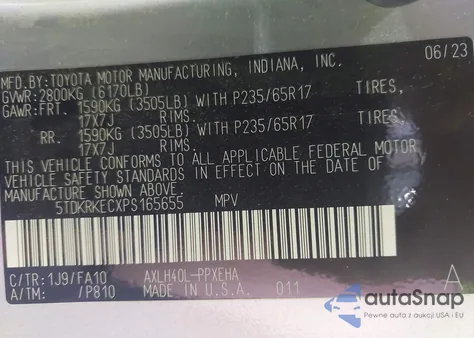 MFD.BY:TOYOTA MOTOR MANUFACTURING, INDIANA, INC. 06/23
GVWR:2800KG (6170LB)
GAWR:FRT. 1590KG (3505LB) WITH P235/65R17 TIRES,
17X7J RIMS.
RR. 1590KG (3505LB) WITH P235/65R17 TIRES,
17X7J RIMS.
THIS VEHICLE CONFORMS TO ALL APPLICABLE FEDERAL MOTOR
VEHICLE SAFETY STANDARDS IN EFFECT ON THE DATE OF
MANUFACTURE SHOWN ABOVE.
5TDKRKECXPS165655 MPV
C/TR:1J9/FA10 AXLH40L-PPXEHA A
A/TM: /P810 MADE IN U.S.A. 011
autoSnap
Pewne auta z aukcji USA i EU